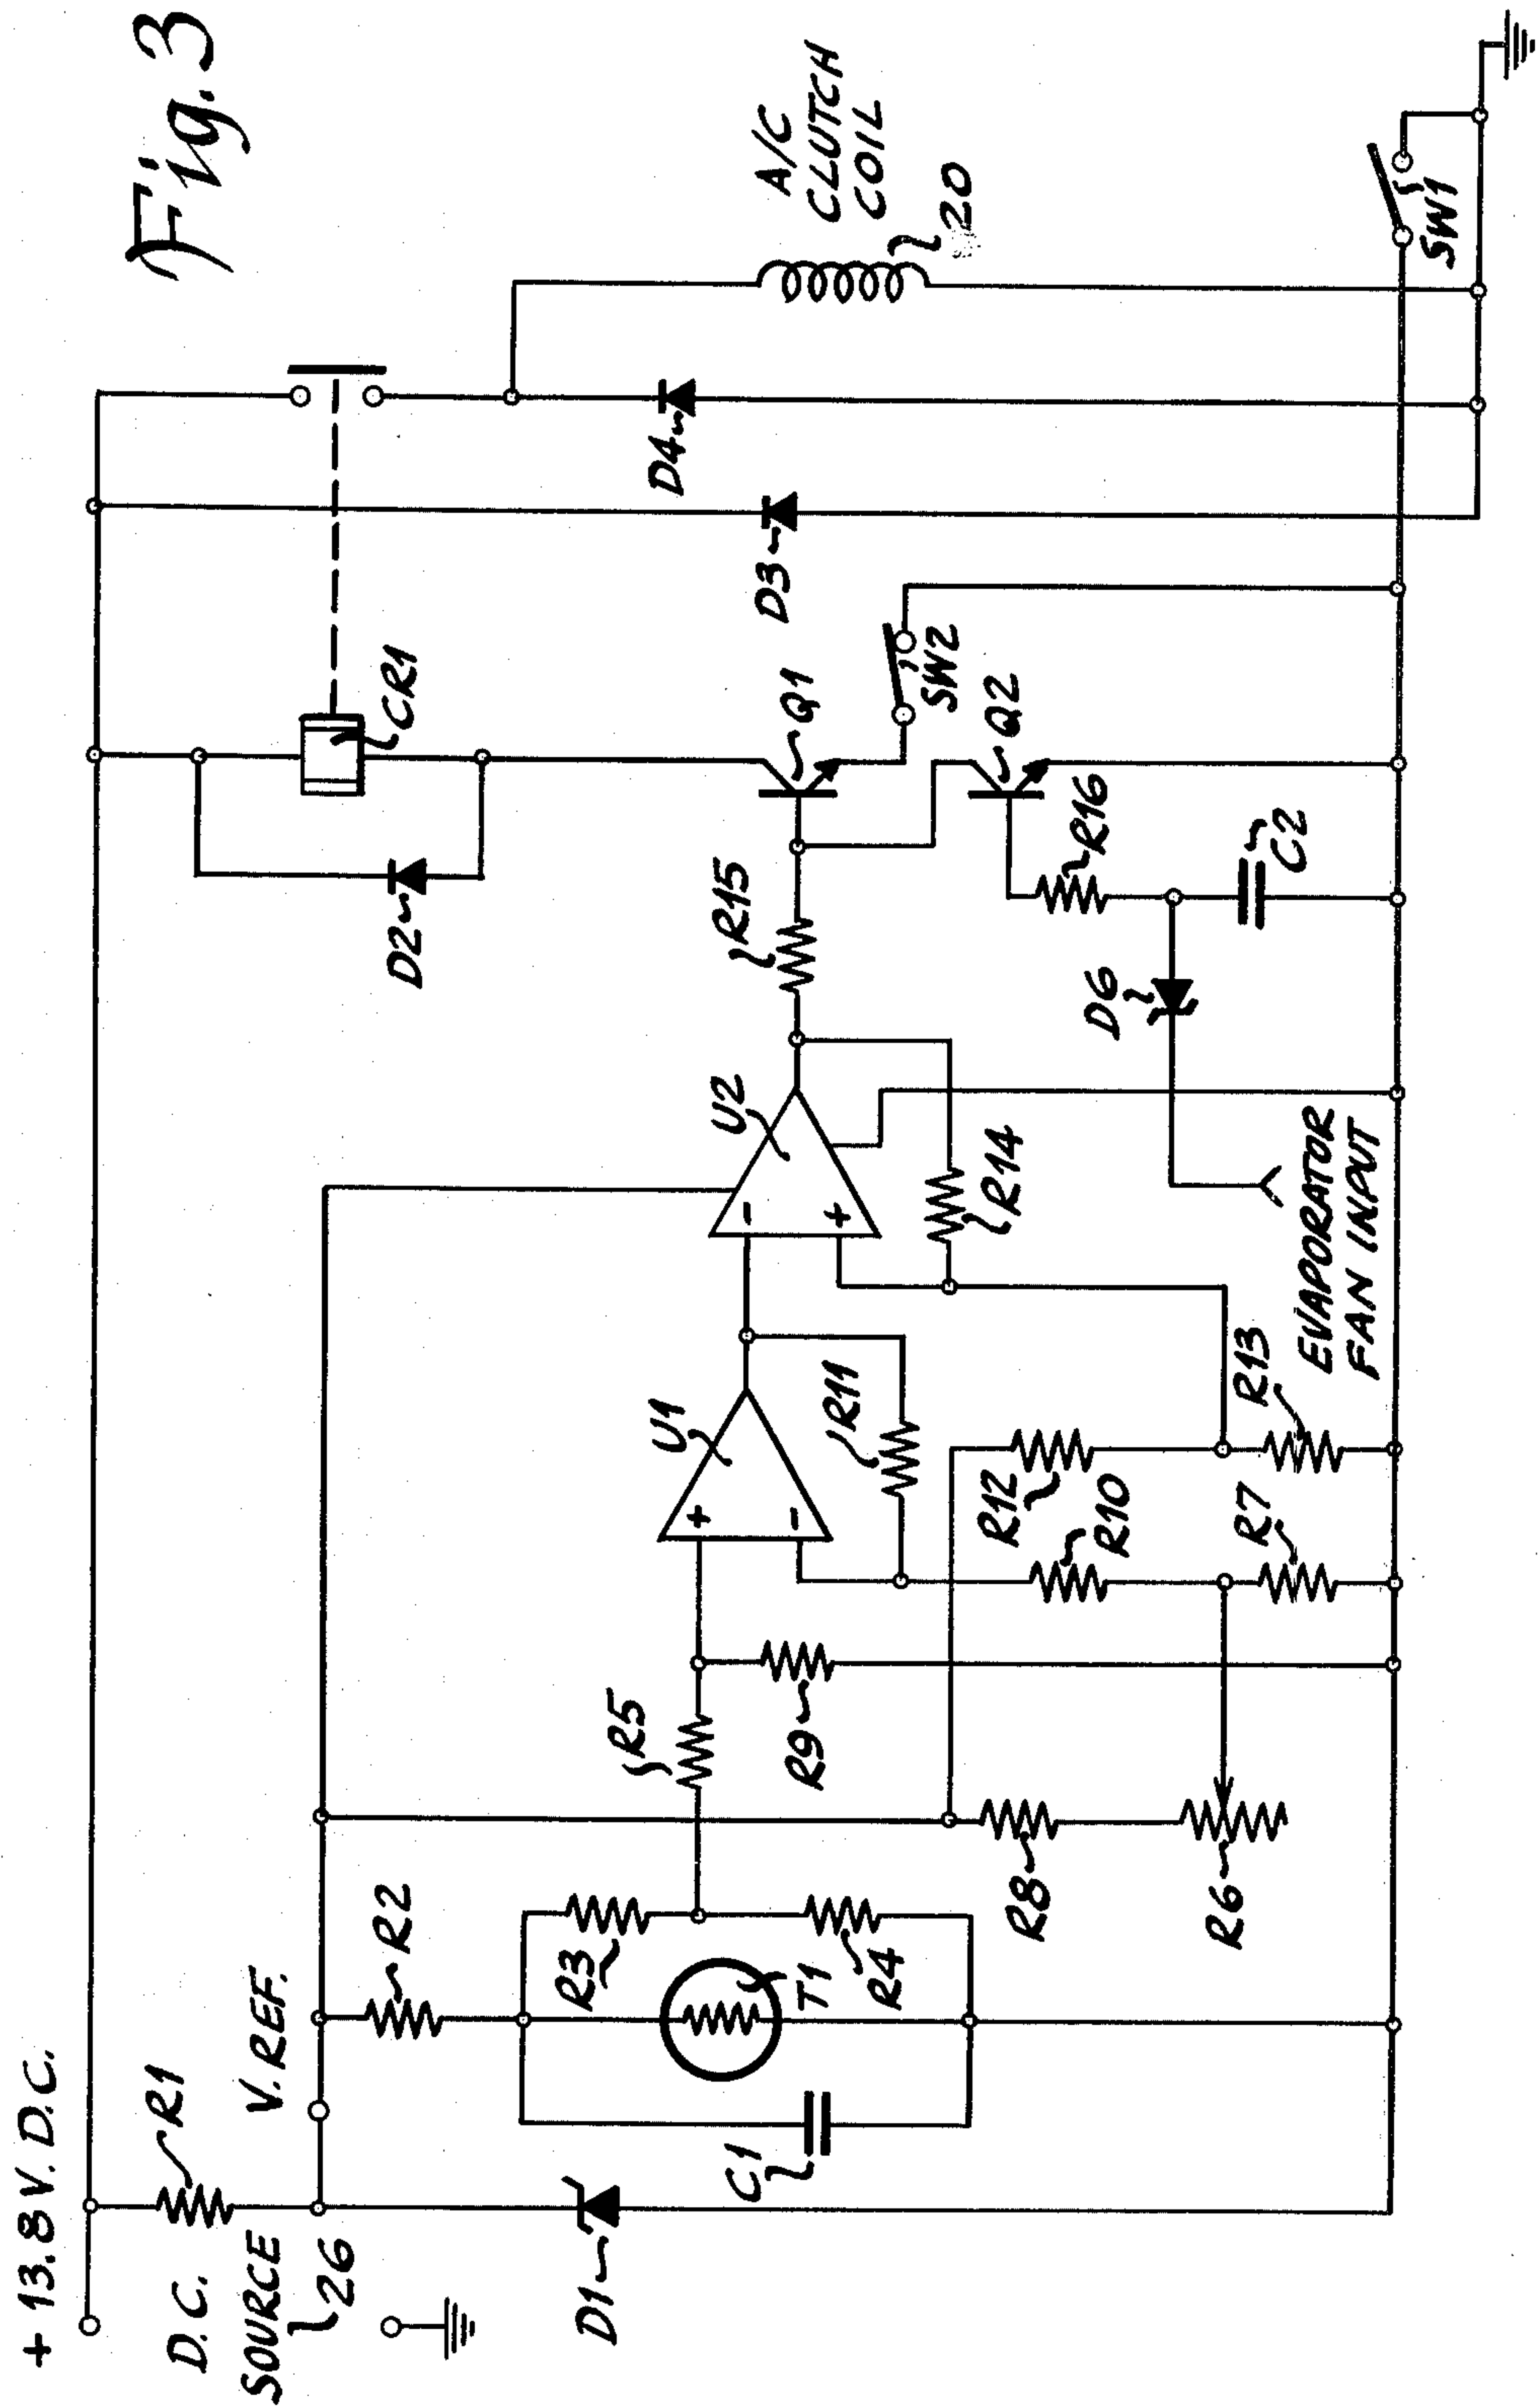 Fig. 3
+ 13.8 V. D. C.
D. C.
SOURCE
26
R1
V. REF.
R2
D2
CR1
D1
C1
R3
T1
R4
R5
R9
U1
+
-
R11
U2
-
+
R14
R15
Q1
SW2
Q2
R16
D3
D4
A/C
CLUTCH
COIL
20
R8
R6
R12
R10
R7
R13
D6
C2
EVAPORATOR
FAN INPUT
SW1